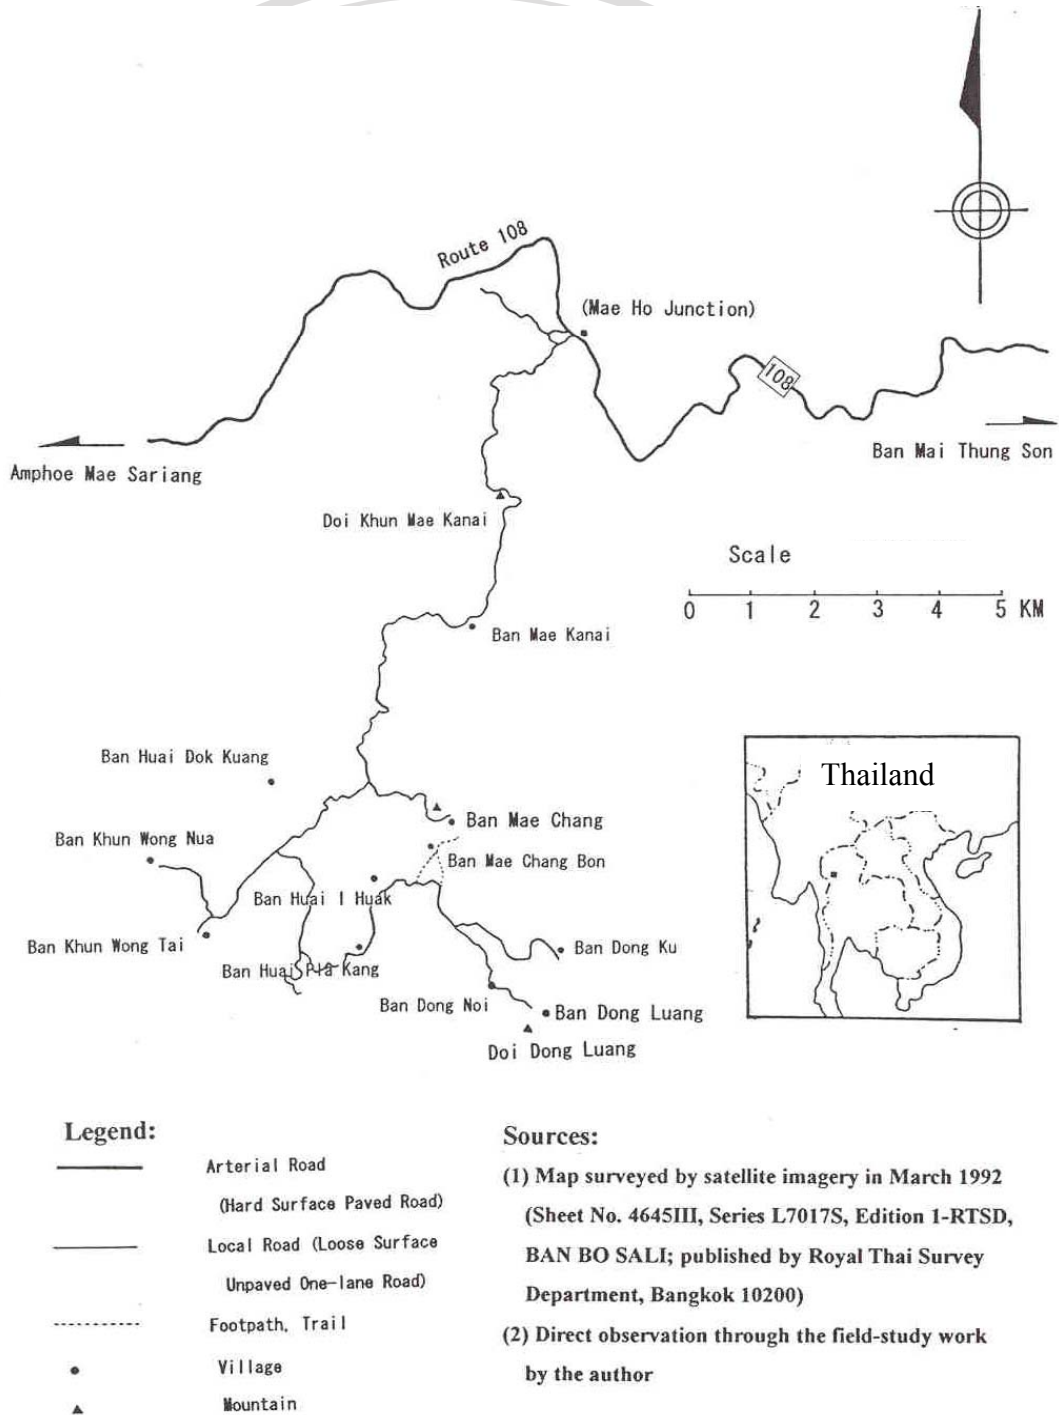 Route 108
(Mae Ho Junction)
108
Ban Mai Thung Son
Amphoe Mae Sariang
Doi Khun Mae Kanai
Scale
0 1 2 3 4 5 KM
Ban Mae Kanai
Ban Huai Dok Kuang
Thailand
Ban Mae Chang
Ban Khun Wong Nua
Ban Mae Chang Bon
Ban Huai I Huak
Ban Khun Wong Tai
Ban Dong Ku
Ban Huai Pla Kang
Ban Dong Noi
Ban Dong Luang
Doi Dong Luang
Legend:
Arterial Road
(Hard Surface Paved Road)
Local Road (Loose Surface
Unpaved One-lane Road)
Footpath, Trail
Village
Mountain
Sources:
(1) Map surveyed by satellite imagery in March 1992
(Sheet No. 4645III, Series L7017S, Edition 1-RTSD,
BAN BO SALI; published by Royal Thai Survey
Department, Bangkok 10200)
(2) Direct observation through the field-study work
by the author